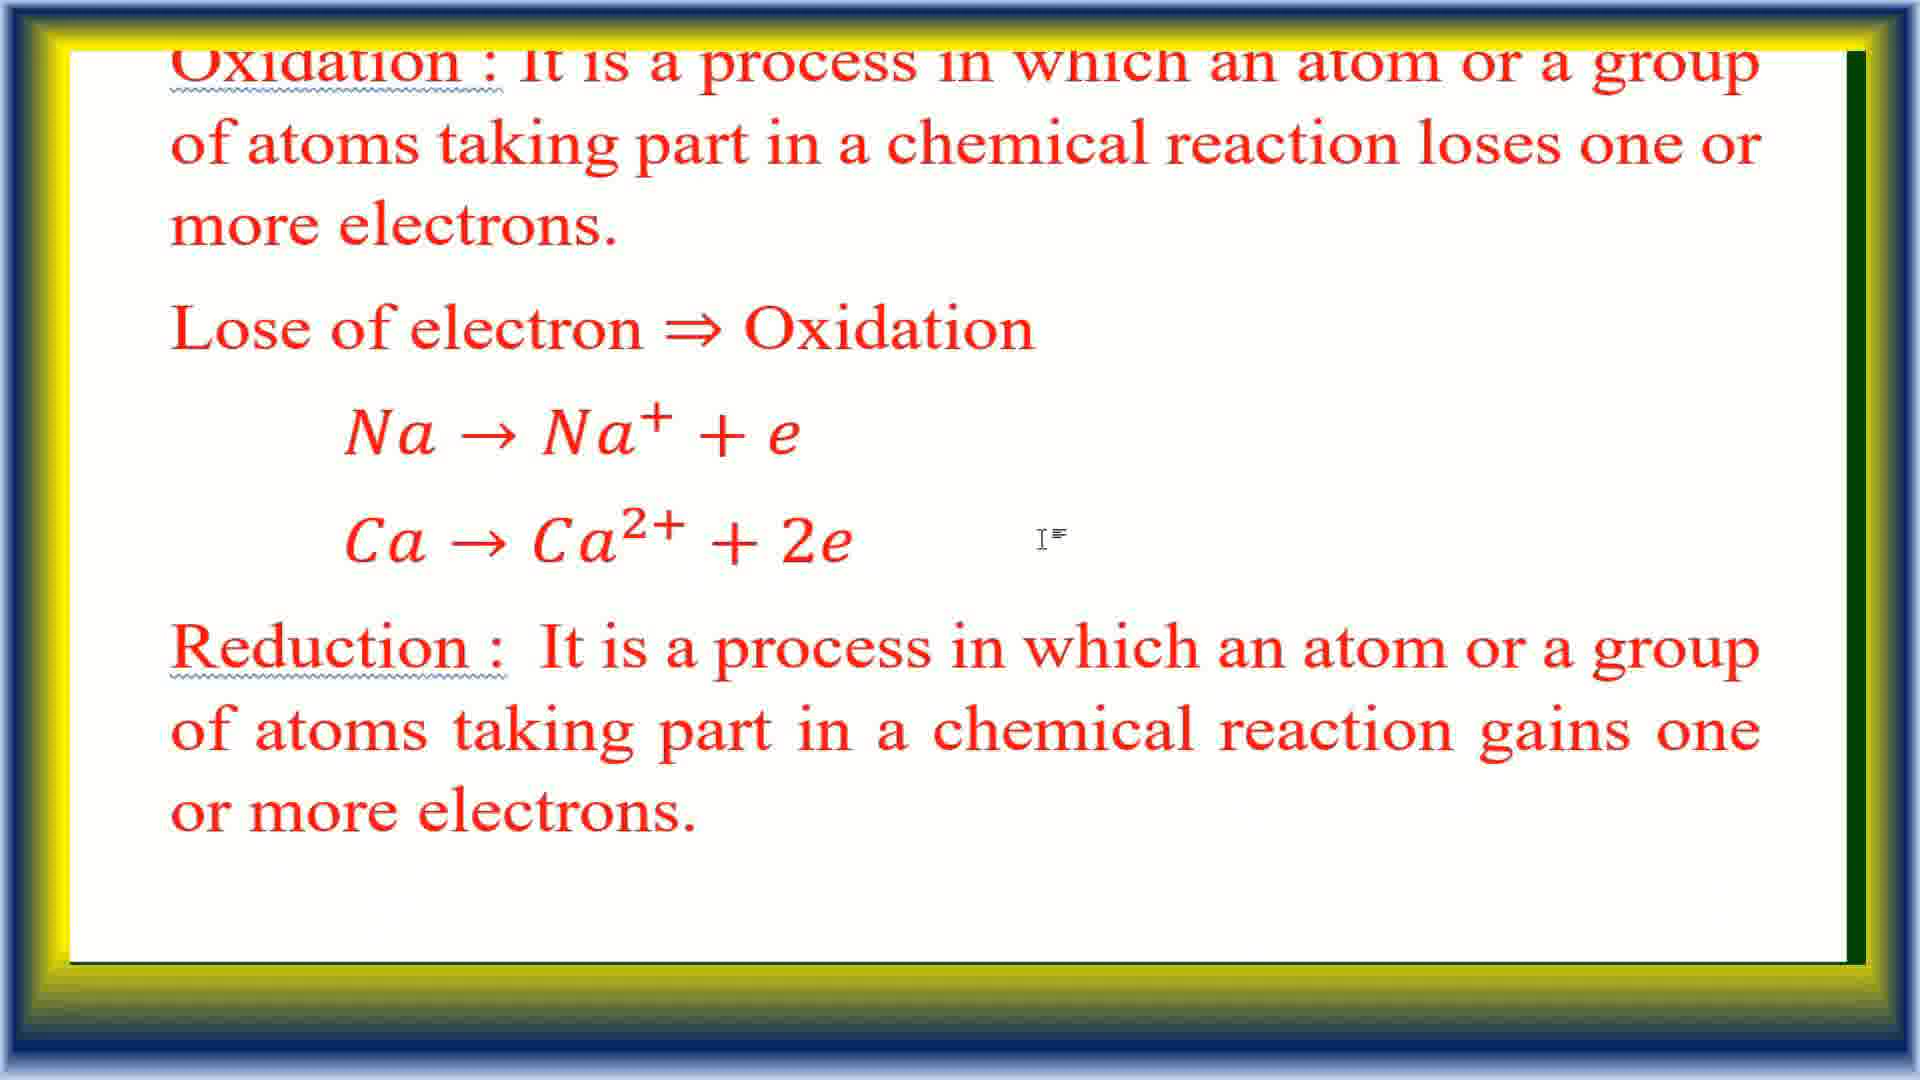 Oxidation : It is a process in which an atom or a group
of atoms taking part in a chemical reaction loses one or
more electrons.
Lose of electron ⇒ Oxidation
Na → Na⁺ + e
Ca → Ca²⁺ + 2e
Reduction : It is a process in which an atom or a group
of atoms taking part in a chemical reaction gains one
or more electrons.